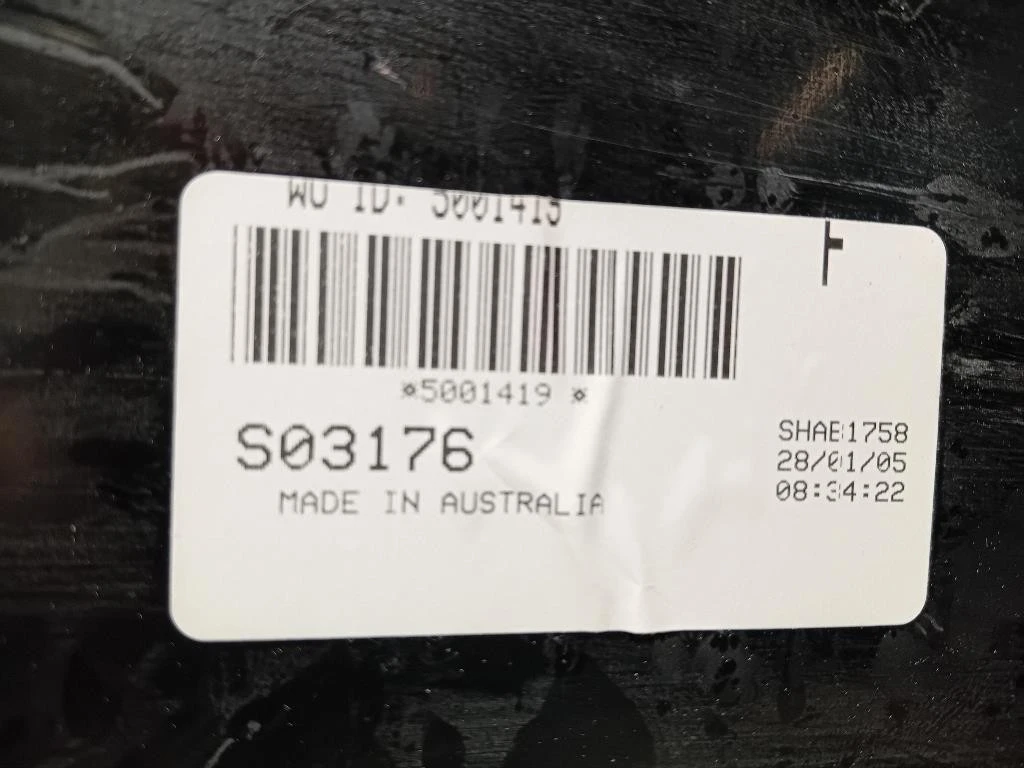 WO ID: 5001419
*5001419 *
S03176
MADE IN AUSTRALIA
SHAE1758
28/01/05
08:34:22